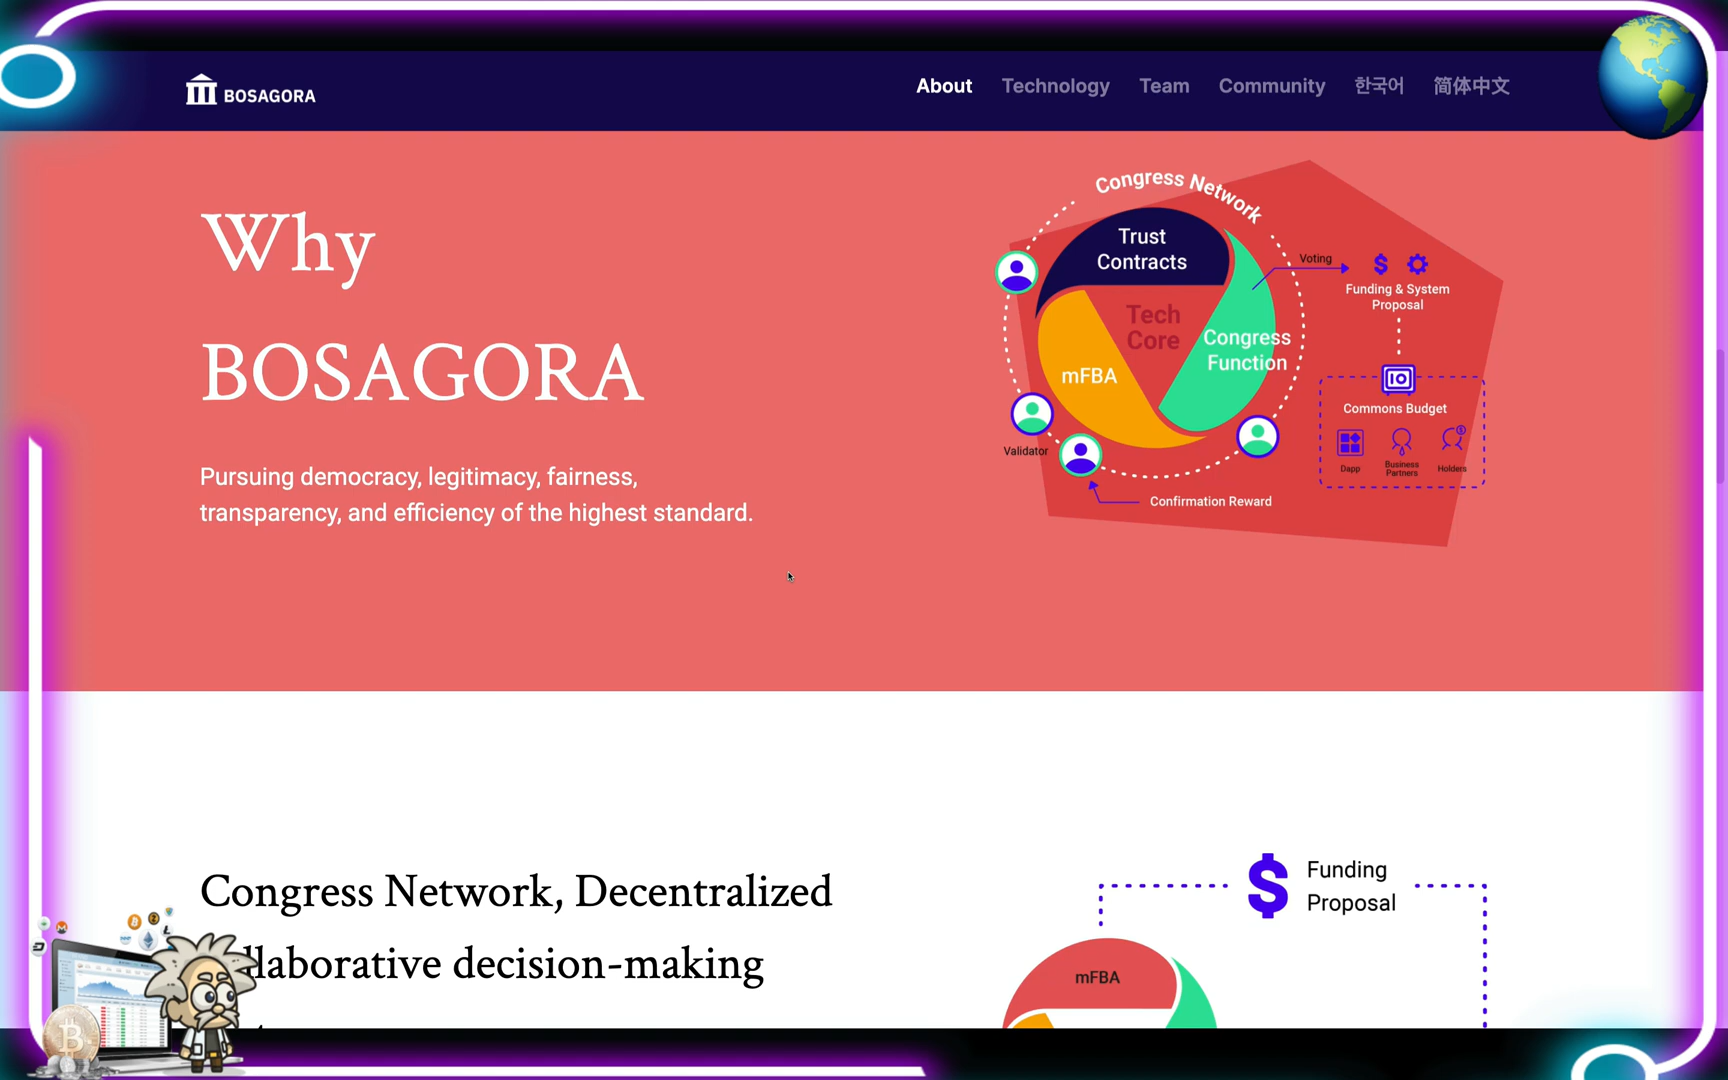 BOSAGORA
About Technology Team Community 한국어 简体中文
Why
BOSAGORA
Pursuing democracy, legitimacy, fairness,
transparency, and efficiency of the highest standard.
Congress Network
Trust
Contracts
Tech
Core
Congress
Function
mFBA
Validator
Confirmation Reward
Voting
Funding & System
Proposal
Commons Budget
Dapp
Business
Partners
Holders
Congress Network, Decentralized
llaborative decision-making
Funding
Proposal
mFBA